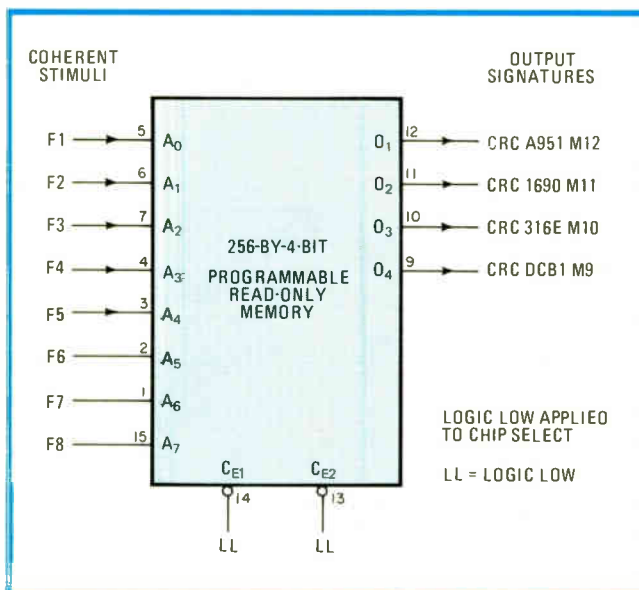 COHERENT
STIMULI
OUTPUT
SIGNATURES
F1 5 A0 O1 12 CRC A951 M12
F2 6 A1 O2 11 CRC 1690 M11
F3 7 A2 O3 10 CRC 316E M10
F4 4 A3 O4 9 CRC DCB1 M9
F5 3 A4
F6 2 A5
F7 1 A6
F8 15 A7
256-BY-4-BIT
PROGRAMMABLE
READ-ONLY
MEMORY
CE1 CE2
14 13
LL LL
LOGIC LOW APPLIED
TO CHIP SELECT
LL = LOGIC LOW